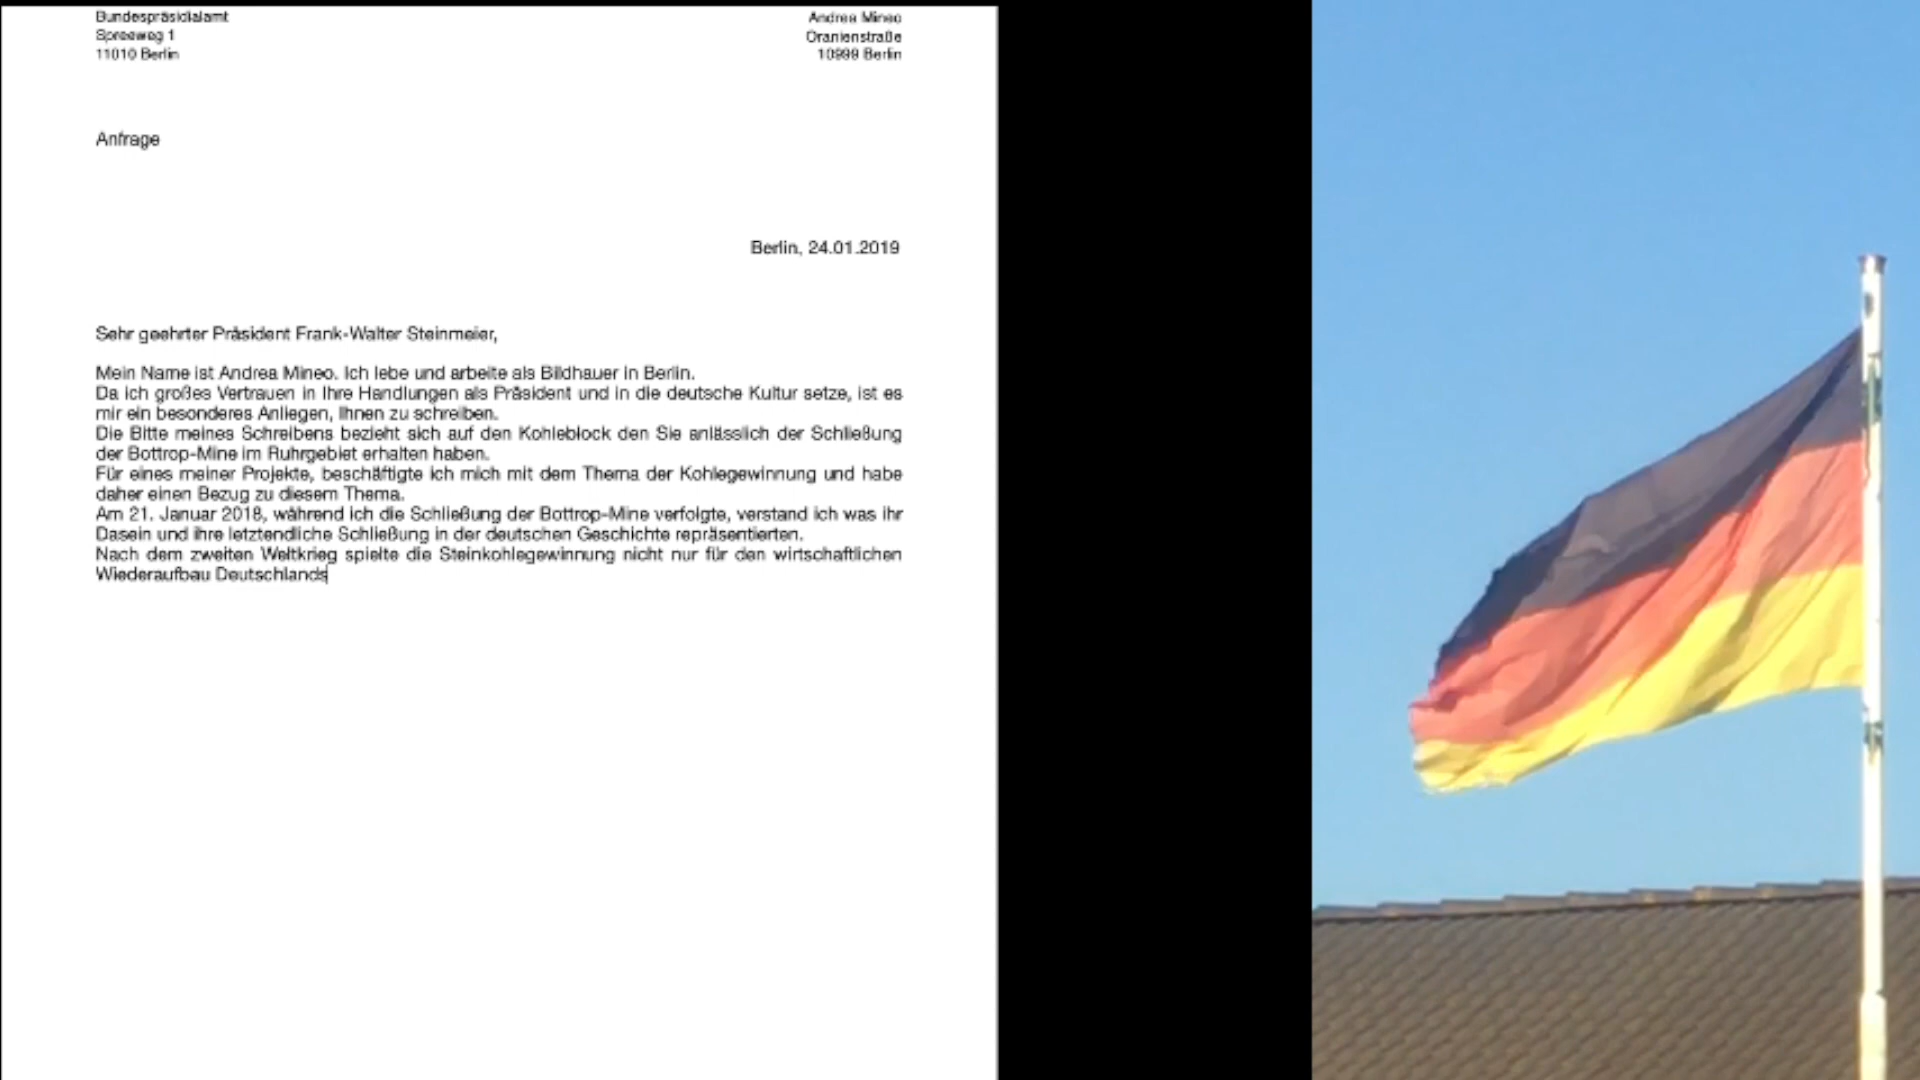 Bundespräsidialamt
Spreeweg 1
11010 Berlin
Andrea Mineo
Oranienstraße
10999 Berlin
Anfrage
Berlin, 24.01.2019
Sehr geehrter Präsident Frank-Walter Steinmeier,
Mein Name ist Andrea Mineo. Ich lebe und arbeite als Bildhauer in Berlin.
Da ich großes Vertrauen in Ihre Handlungen als Präsident und in die deutsche Kultur setze, ist es
mir ein besonderes Anliegen, Ihnen zu schreiben.
Die Bitte meines Schreibens bezieht sich auf den Kohleblock den Sie anlässlich der Schließung
der Bottrop-Mine im Ruhrgebiet erhalten haben.
Für eines meiner Projekte, beschäftigte ich mich mit dem Thema der Kohlegewinnung und habe
daher einen Bezug zu diesem Thema.
Am 21. Januar 2018, während ich die Schließung der Bottrop-Mine verfolgte, verstand ich was ihr
Dasein und ihre letztendliche Schließung in der deutschen Geschichte repräsentierten.
Nach dem zweiten Weltkrieg spielte die Steinkohlegewinnung nicht nur für den wirtschaftlichen
Wiederaufbau Deutschlands